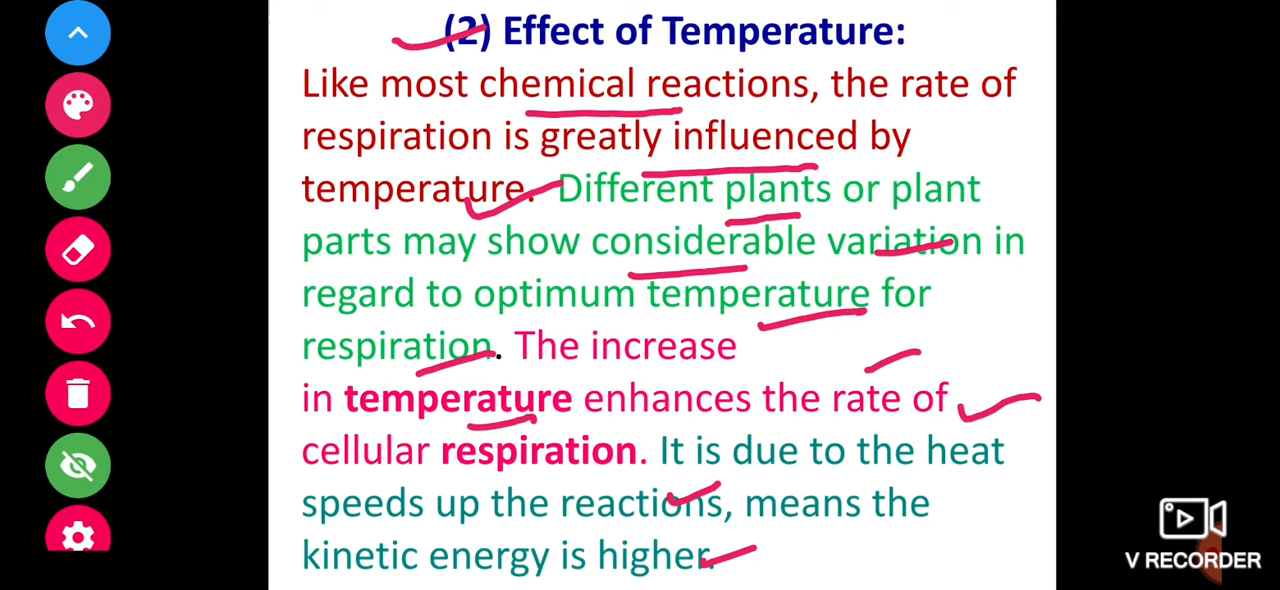 (2) Effect of Temperature:
Like most chemical reactions, the rate of
respiration is greatly influenced by
temperature. Different plants or plant
parts may show considerable variation in
regard to optimum temperature for
respiration. The increase
in temperature enhances the rate of
cellular respiration. It is due to the heat
speeds up the reactions, means the
kinetic energy is higher.
V RECORDER